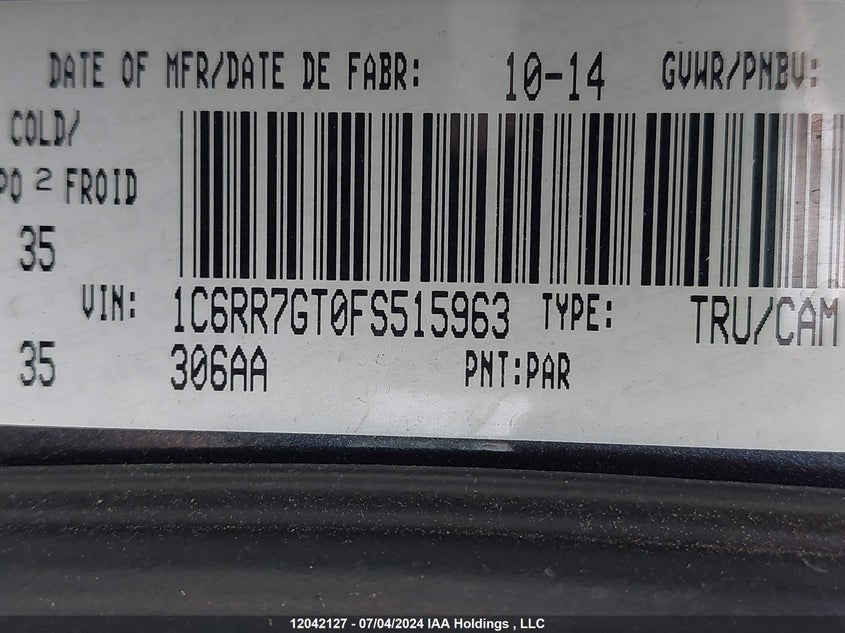 DATE OF MFR/DATE DE FABR: 10-14 GVWR/PNBV:
COLD/
PO 2 FROID
35
VIN: 1C6RR7GT0FS515963 TYPE: TRU/CAM
35 306AA PNT:PAR
12042127 - 07/04/2024 IAA Holdings , LLC